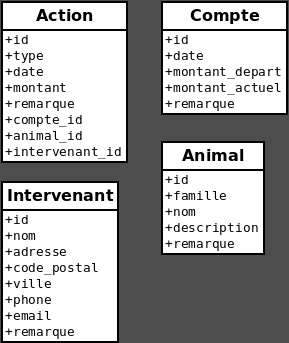 Action
+id
+type
+date
+montant
+remarque
+compte_id
+animal_id
+intervenant_id
Compte
+id
+date
+montant_depart
+montant_actuel
+remarque
Animal
+id
+famille
+nom
+description
+remarque
Intervenant
+id
+nom
+adresse
+code_postal
+ville
+phone
+email
+remarque